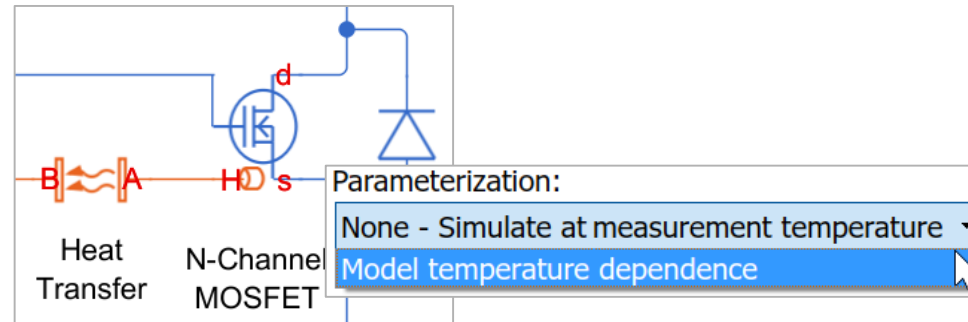 d
B A H s
Heat
Transfer
N-Channel
MOSFET
Parameterization:
None - Simulate at measurement temperature
Model temperature dependence